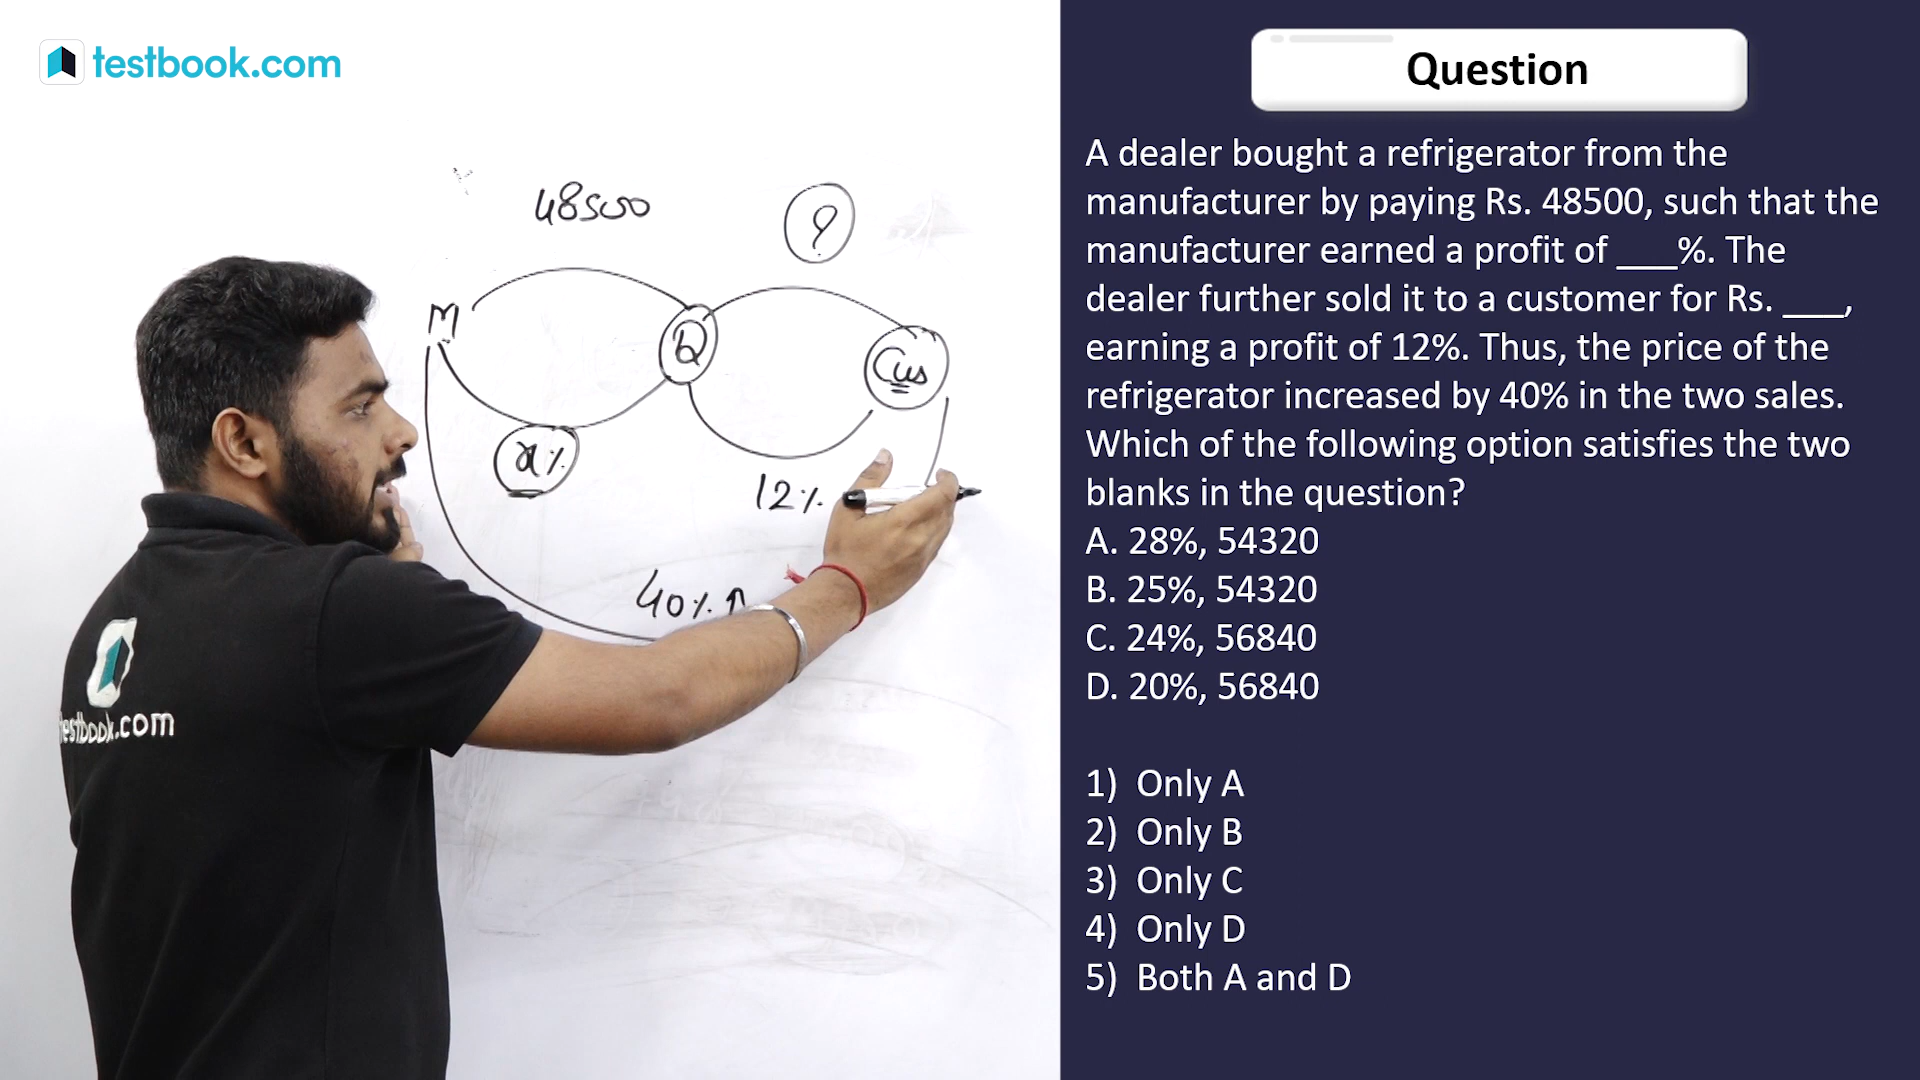 testbook.com
48500
?
M
D
Cus
x%
12%
40%↑
testbook.com
Question
A dealer bought a refrigerator from the
manufacturer by paying Rs. 48500, such that the
manufacturer earned a profit of ___%. The
dealer further sold it to a customer for Rs. ___,
earning a profit of 12%. Thus, the price of the
refrigerator increased by 40% in the two sales.
Which of the following option satisfies the two
blanks in the question?
A. 28%, 54320
B. 25%, 54320
C. 24%, 56840
D. 20%, 56840
1) Only A
2) Only B
3) Only C
4) Only D
5) Both A and D